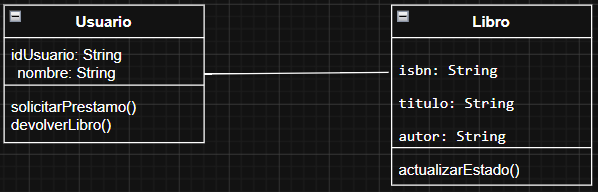 Usuario
idUsuario: String
nombre: String
solicitarPrestamo()
devolverLibro()
Libro
isbn: String
titulo: String
autor: String
actualizarEstado()